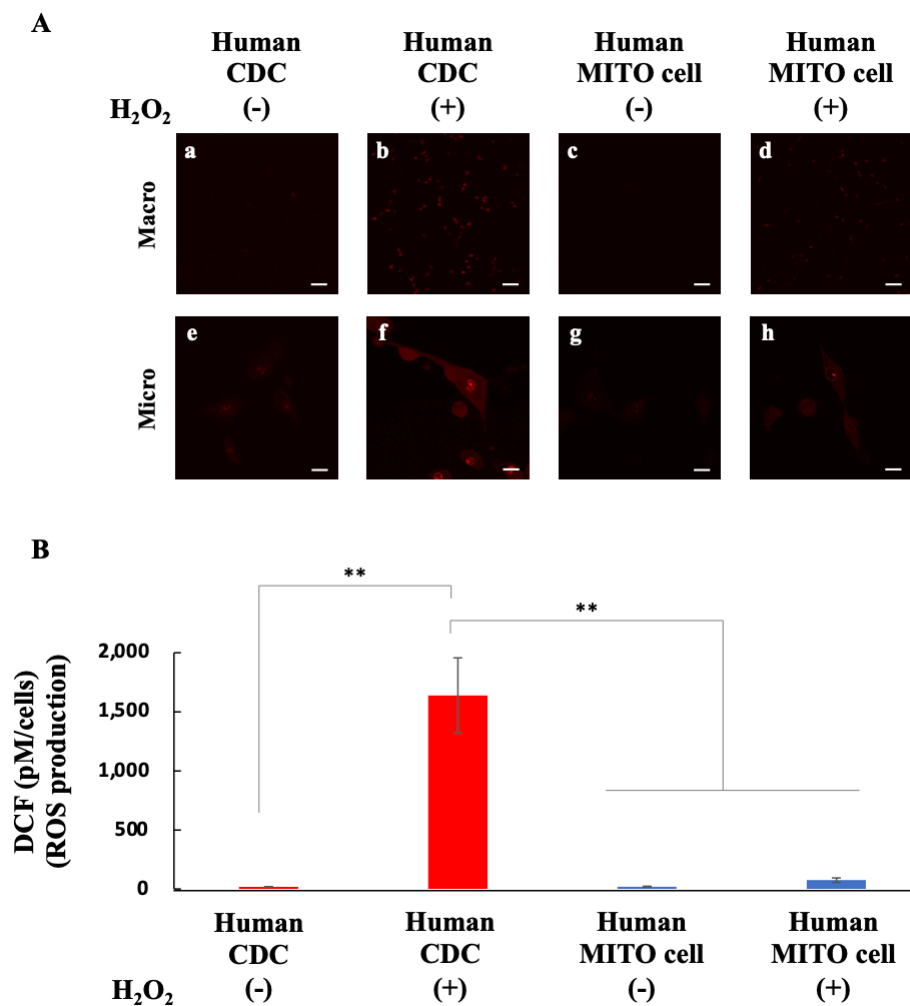 A
Human CDC
Human CDC
Human MITO cell
Human MITO cell
H₂O₂ (-) (+) (-) (+)
Macro
a b c d
Micro
e f g h
B
**
**
DCF (pM/cells)
(ROS production)
2,000
1,500
1,000
500
0
Human CDC
Human CDC
Human MITO cell
Human MITO cell
H₂O₂ (-) (+) (-) (+)